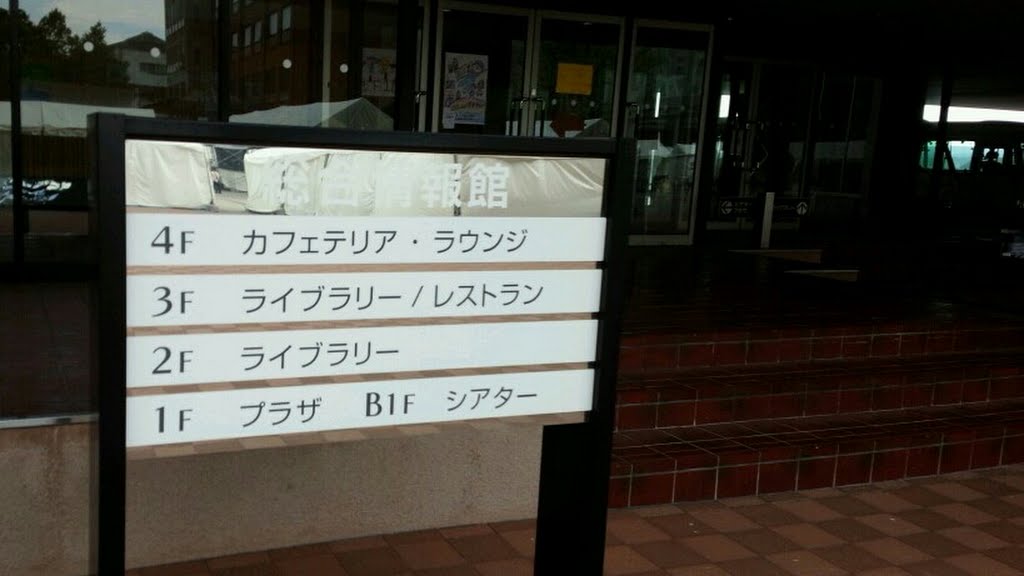 総合情報館
4F カフェテリア・ラウンジ
3F ライブラリー/レストラン
2F ライブラリー
1F プラザ B1F シアター